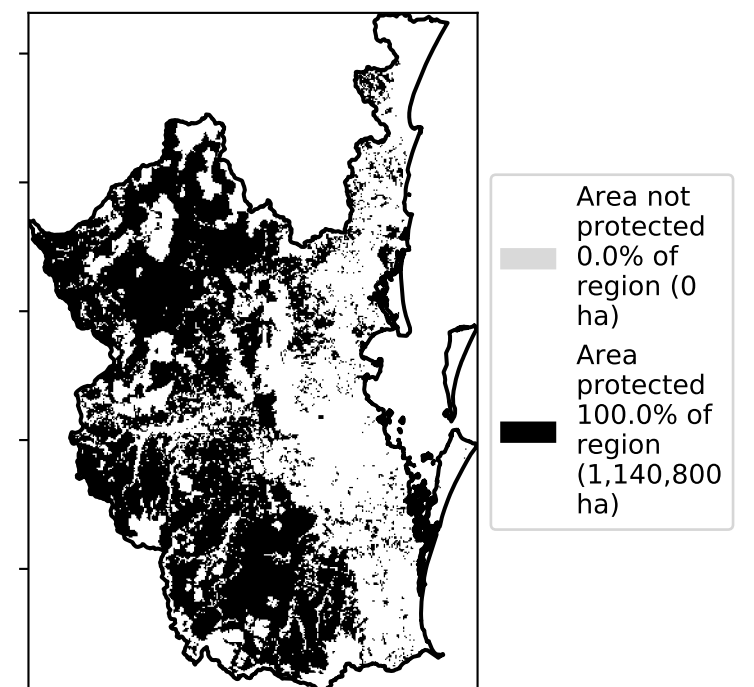 Area not
protected
0.0% of
region (0
ha)
Area
protected
100.0% of
region
(1,140,800
ha)